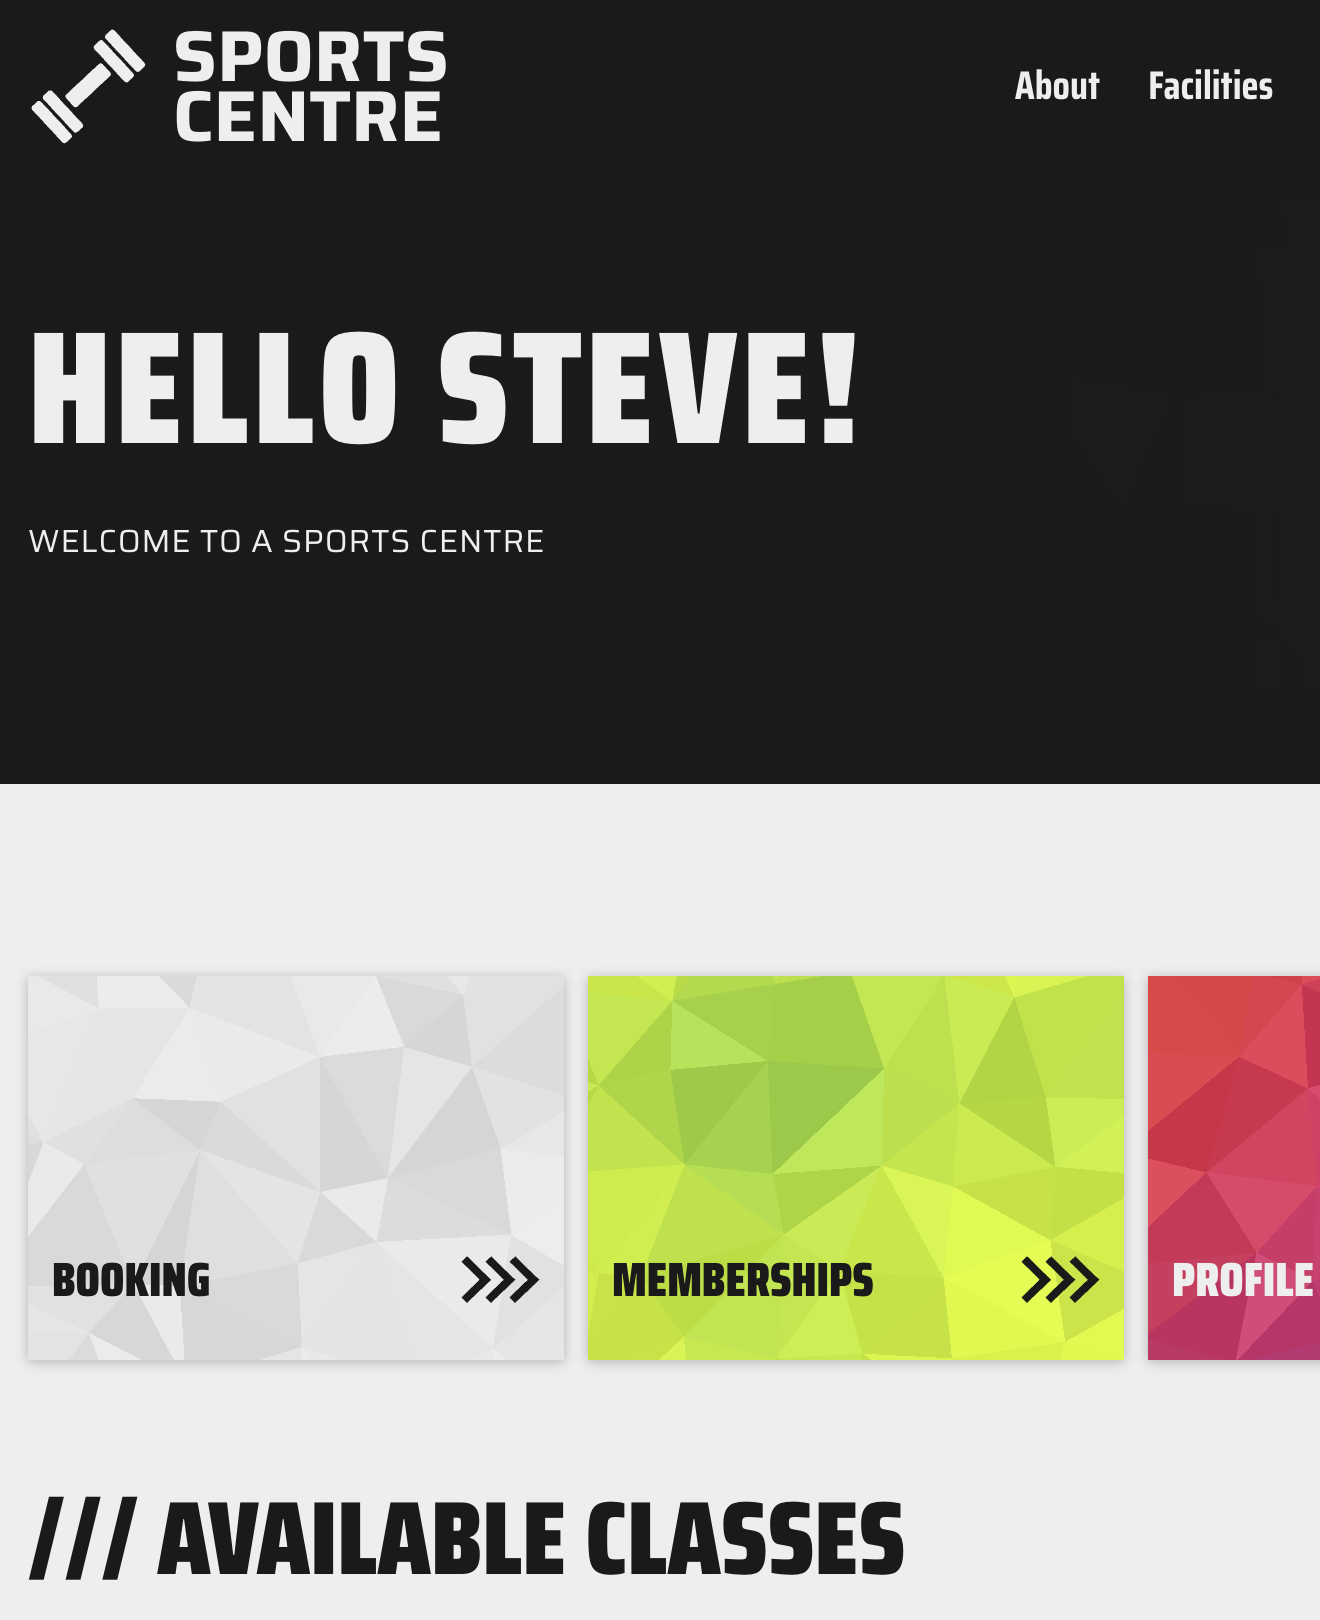 SPORTS
CENTRE
About Facilities
HELLO STEVE!
WELCOME TO A SPORTS CENTRE
BOOKING
MEMBERSHIPS
PROFILE
/// AVAILABLE CLASSES